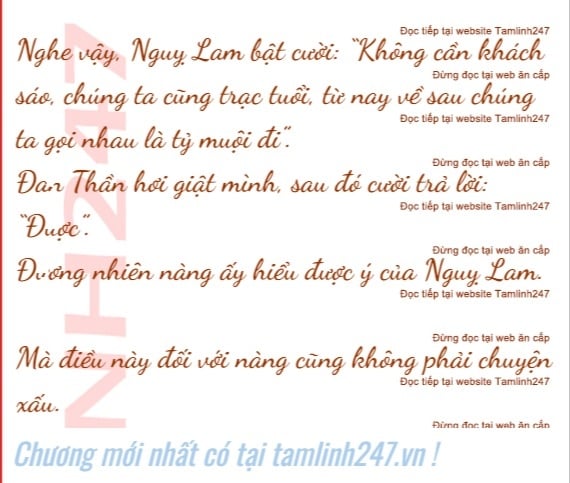 Đọc tiếp tại website Tamlinh247
Nghe vậy, Nguỵ Lam bật cười: “Không cần khách
Đừng đọc tại web ăn cắp
sáo, chúng ta cũng trạc tuổi, từ nay về sau chúng
Đọc tiếp tại website Tamlinh247
ta gọi nhau là tỷ muội đi”.
Đừng đọc tại web ăn cắp
Đan Thần hơi giật mình, sau đó cười trả lời:
Đọc tiếp tại website Tamlinh247
“Được”.
Đừng đọc tại web ăn cắp
Đương nhiên nàng ấy hiểu được ý của Nguỵ Lam.
Đọc tiếp tại website Tamlinh247
Đừng đọc tại web ăn cắp
Mà điều này đối với nàng cũng không phải chuyện
Đọc tiếp tại website Tamlinh247
xấu.
Đừng đọc tại web ăn cắp
NH247
Chương mới nhất có tại tamlinh247.vn !